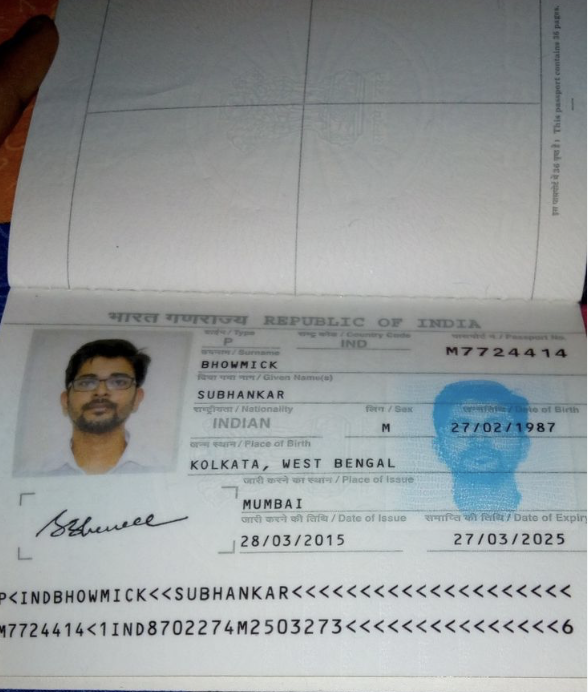 इस पासपोर्ट में 36 पृष्ठ हैं। This passport contains 36 pages.
भारत गणराज्य REPUBLIC OF INDIA
टाईप / Type
राष्ट्र कोड / Country Code
पासपोर्ट नं. / Passport No.
P
IND
M7724414
उपनाम / Surname
BHOWMICK
दिया गया नाम / Given Name(s)
SUBHANKAR
राष्ट्रीयता / Nationality
लिंग / Sex
जन्मतिथि / Date of Birth
INDIAN
M
27/02/1987
जन्म स्थान / Place of Birth
KOLKATA, WEST BENGAL
जारी करने का स्थान / Place of Issue
MUMBAI
जारी करने की तिथि / Date of Issue
समाप्ति की तिथि / Date of Expiry
28/03/2015
27/03/2025
P<INDBHOWMICK<<SUBHANKAR<<<<<<<<<<<<<<<<<<<<
M7724414<1IND8702274M2503273<<<<<<<<<<<<<<<6